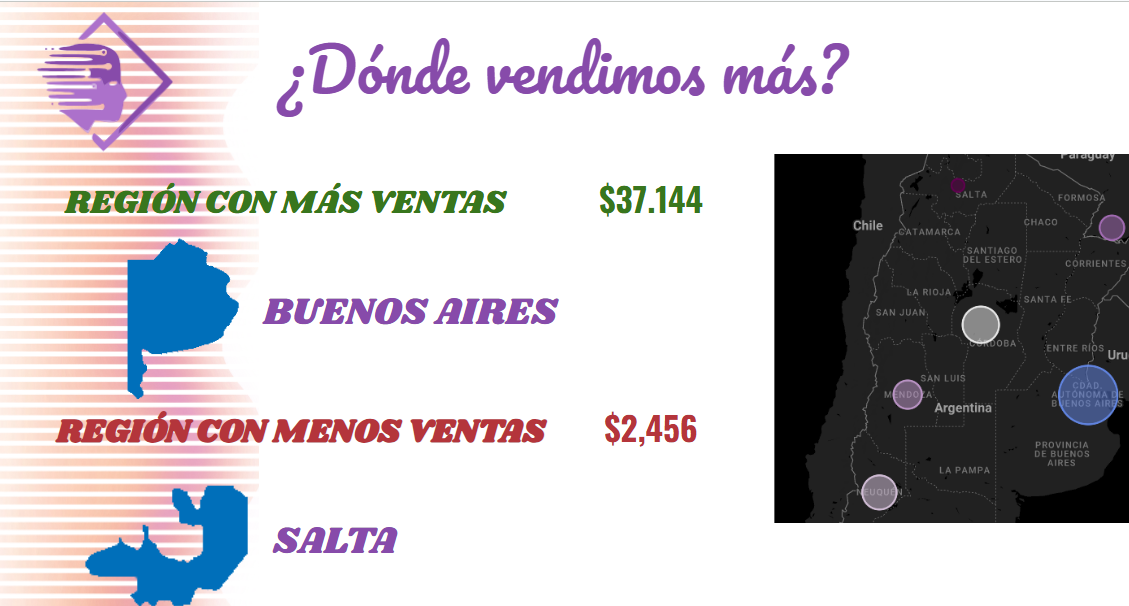 ¿Dónde vendimos más?
REGIÓN CON MÁS VENTAS $37.144
BUENOS AIRES
REGIÓN CON MENOS VENTAS $2,456
SALTA
Paraguay
SALTA
FORMOSA
Chile
CATAMARCA
CHACO
SANTIAGO
DEL ESTERO
CORRIENTES
LA RIOJA
SANTA FE
SAN JUAN
CÓRDOBA
ENTRE RÍOS
Uru
SAN LUIS
MENDOZA
CDAD.
AUTÓNOMA DE
BUENOS AIRES
Argentina
PROVINCIA
DE BUENOS
AIRES
LA PAMPA
NEUQUÉN